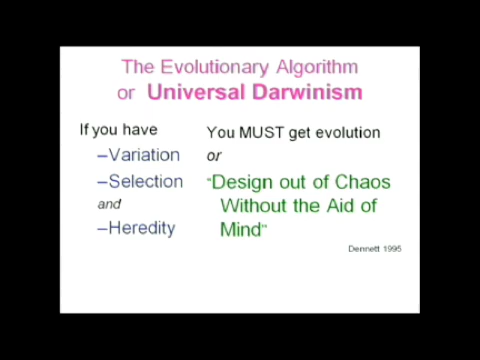 The Evolutionary Algorithm
or Universal Darwinism
If you have
–Variation
–Selection
and
–Heredity
You MUST get evolution
or
"Design out of Chaos
Without the Aid of
Mind"
Dennett 1995